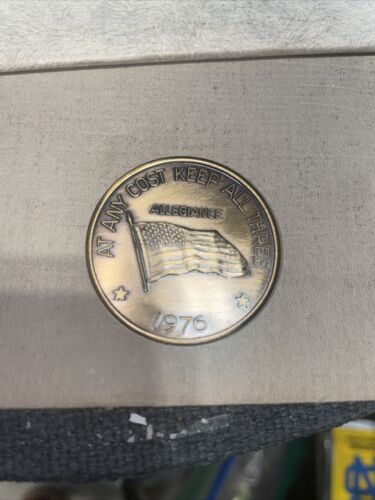 AT ANY COST KEEP ALL THREE
ALLEGIANCE
1976